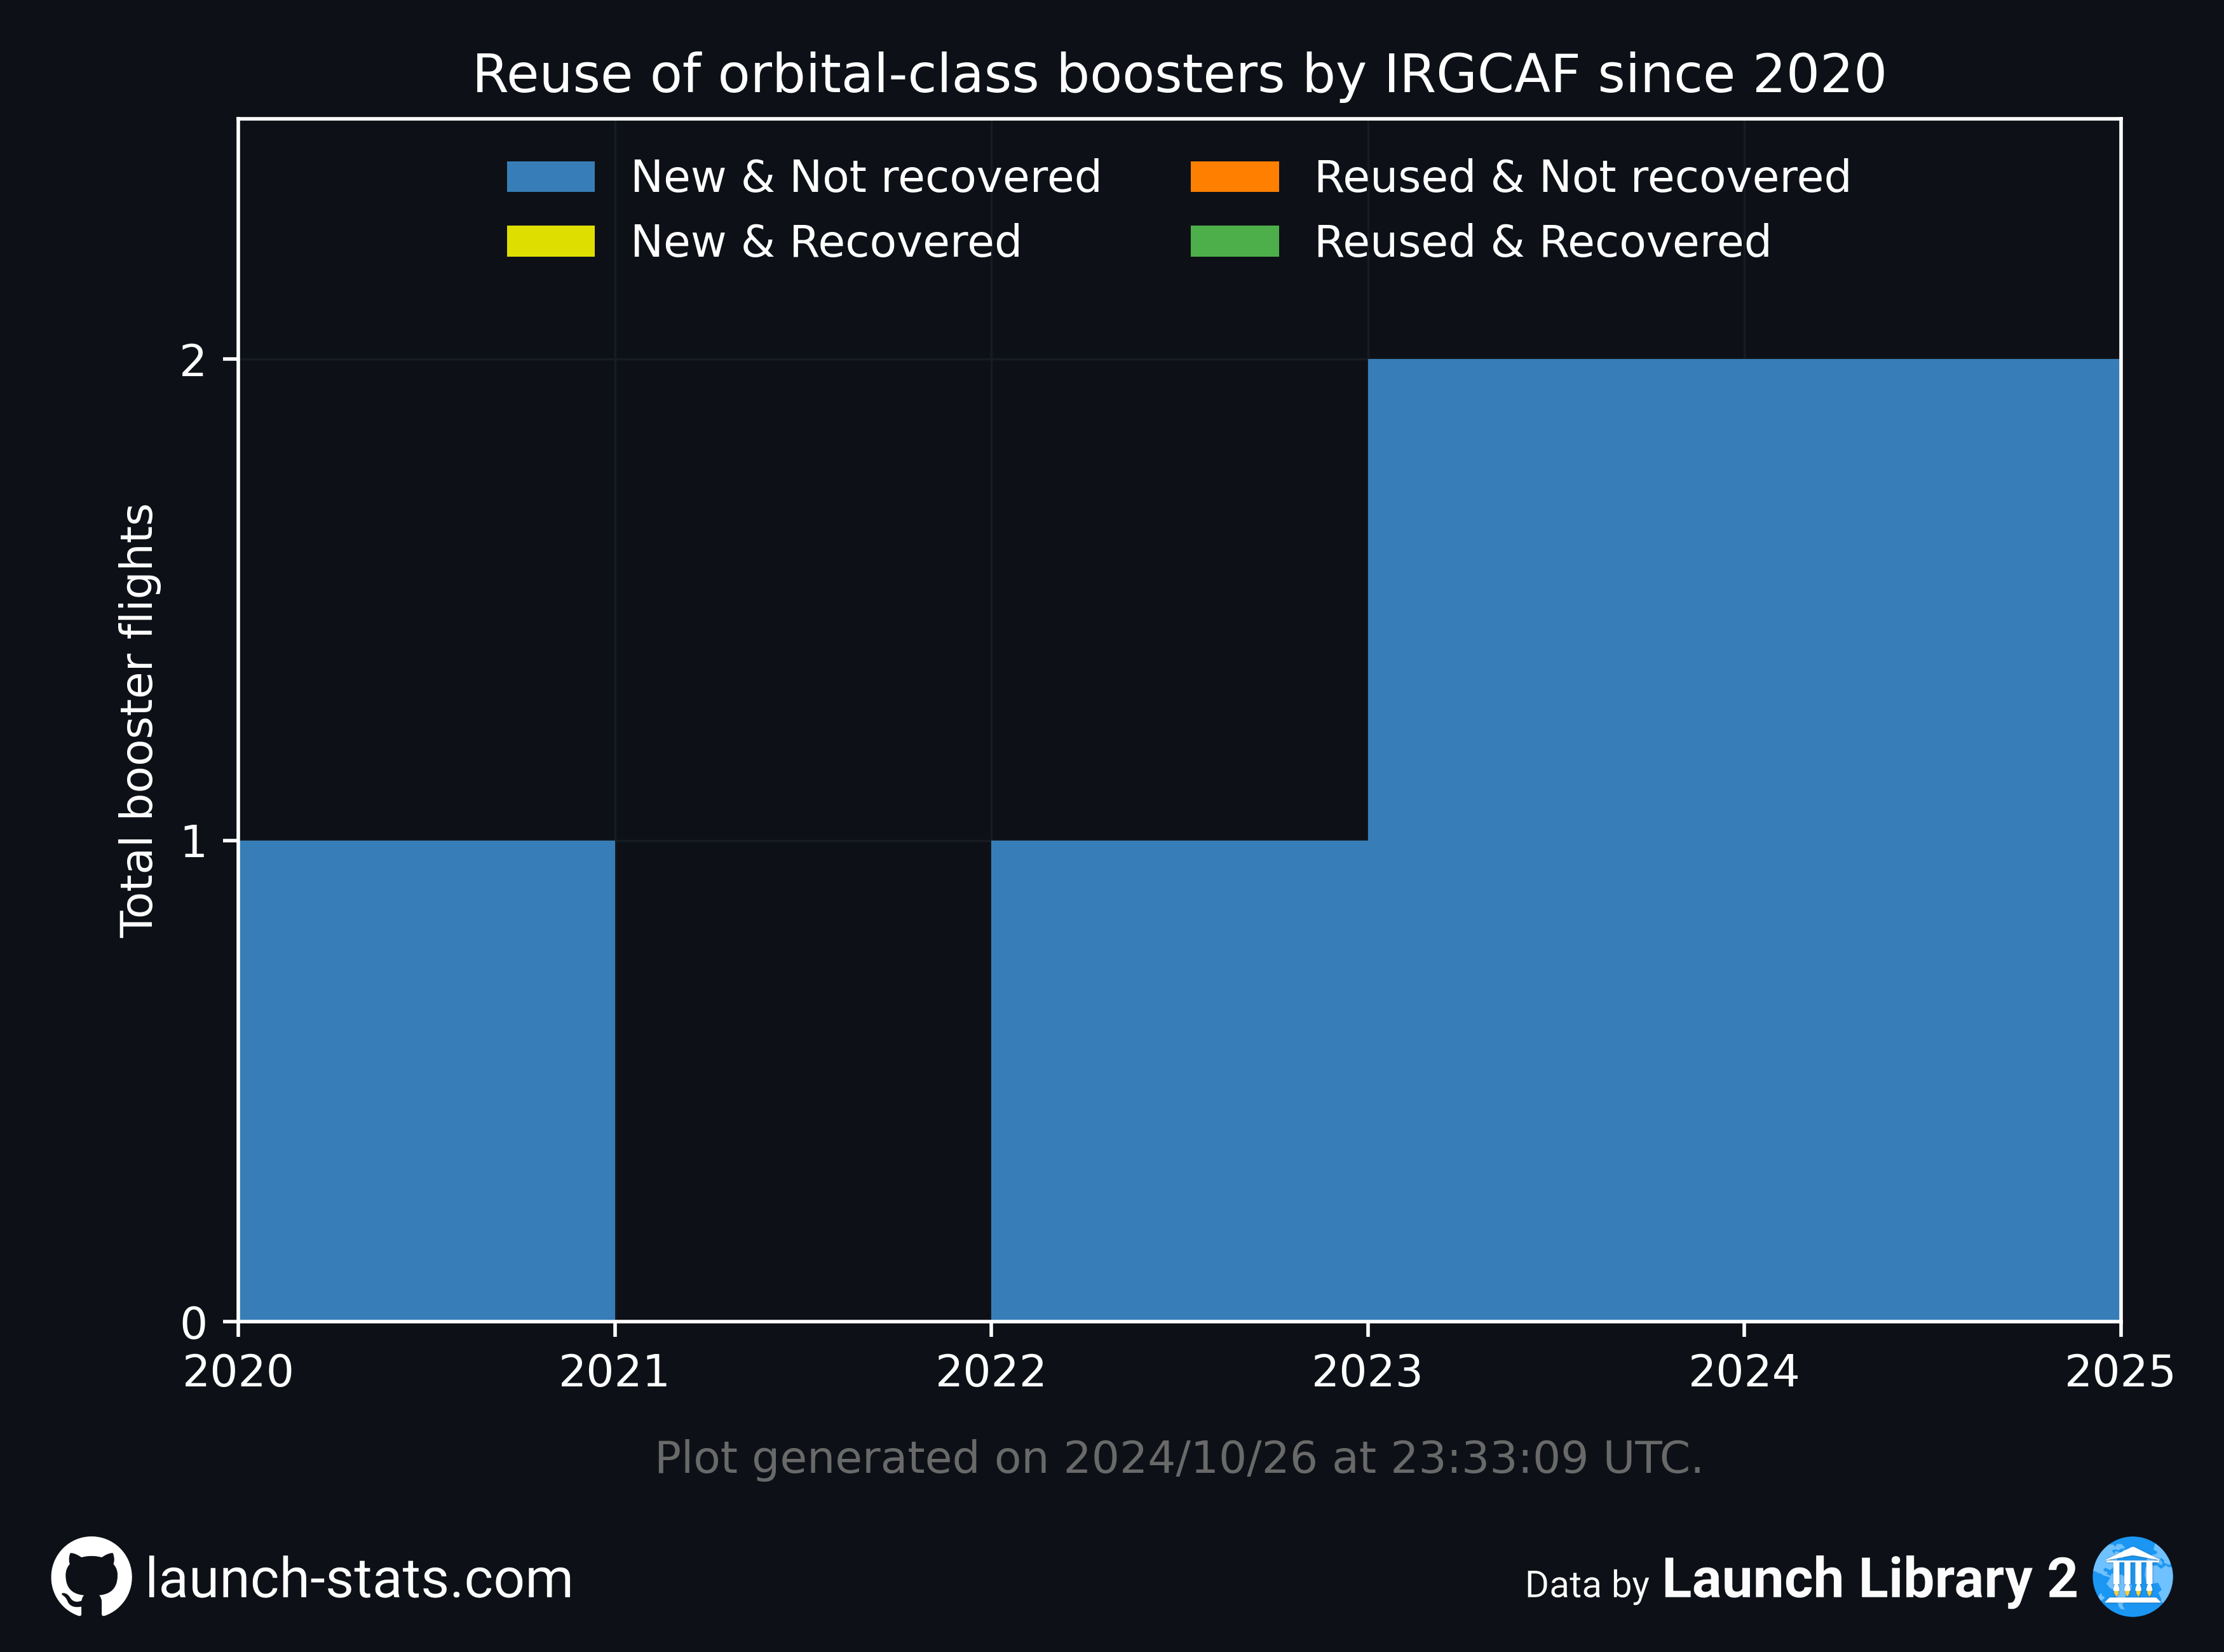 Reuse of orbital-class boosters by IRGCAF since 2020
New & Not recovered
New & Recovered
Reused & Not recovered
Reused & Recovered
Total booster flights
2
1
0
2020 2021 2022 2023 2024 2025
Plot generated on 2024/10/26 at 23:33:09 UTC.
launch-stats.com
Data by Launch Library 2